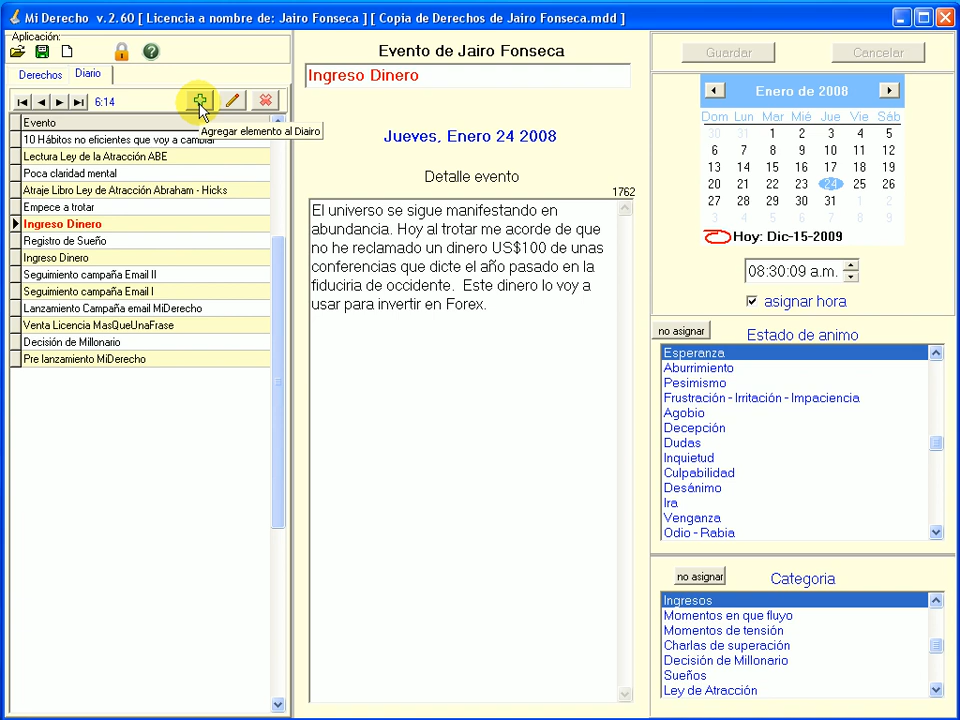 Mi Derecho v.2.60 [ Licencia a nombre de: Jairo Fonseca ] [ Copia de Derechos de Jairo Fonseca.mdd ]
Aplicación:
Derechos Diario
6:14
Agregar elemento al Diairo
Evento
10 Hábitos no eficientes que voy a cambiar
Lectura Ley de la Atracción ABE
Poca claridad mental
Atraje Libro Ley de Atracción Abraham - Hicks
Empece a trotar
Ingreso Dinero
Registro de Sueño
Ingreso Dinero
Seguimiento campaña Email II
Seguimiento campaña Email I
Lanzamiento Campaña email MiDerecho
Venta Licencia MasQueUnaFrase
Decisión de Millonario
Pre lanzamiento MiDerecho
Evento de Jairo Fonseca
Ingreso Dinero
Jueves, Enero 24 2008
Detalle evento
1762
El universo se sigue manifestando en
abundancia. Hoy al trotar me acorde de que
no he reclamado un dinero US$100 de unas
conferencias que dicte el año pasado en la
fiduciria de occidente. Este dinero lo voy a
usar para invertir en Forex.
Guardar Cancelar
Enero de 2008
Dom Lun Mar Mié Jue Vie Sáb
30 31 1 2 3 4 5
6 7 8 9 10 11 12
13 14 15 16 17 18 19
20 21 22 23 24 25 26
27 28 29 30 31 1 2
3 4 5 6 7 8 9
Hoy: Dic-15-2009
08:30:09 a.m.
asignar hora
no asignar Estado de animo
Esperanza
Aburrimiento
Pesimismo
Frustración - Irritación - Impaciencia
Agobio
Decepción
Dudas
Inquietud
Culpabilidad
Desánimo
Ira
Venganza
Odio - Rabia
no asignar Categoria
Ingresos
Momentos en que fluyo
Momentos de tensión
Charlas de superación
Decisión de Millonario
Sueños
Ley de Atracción